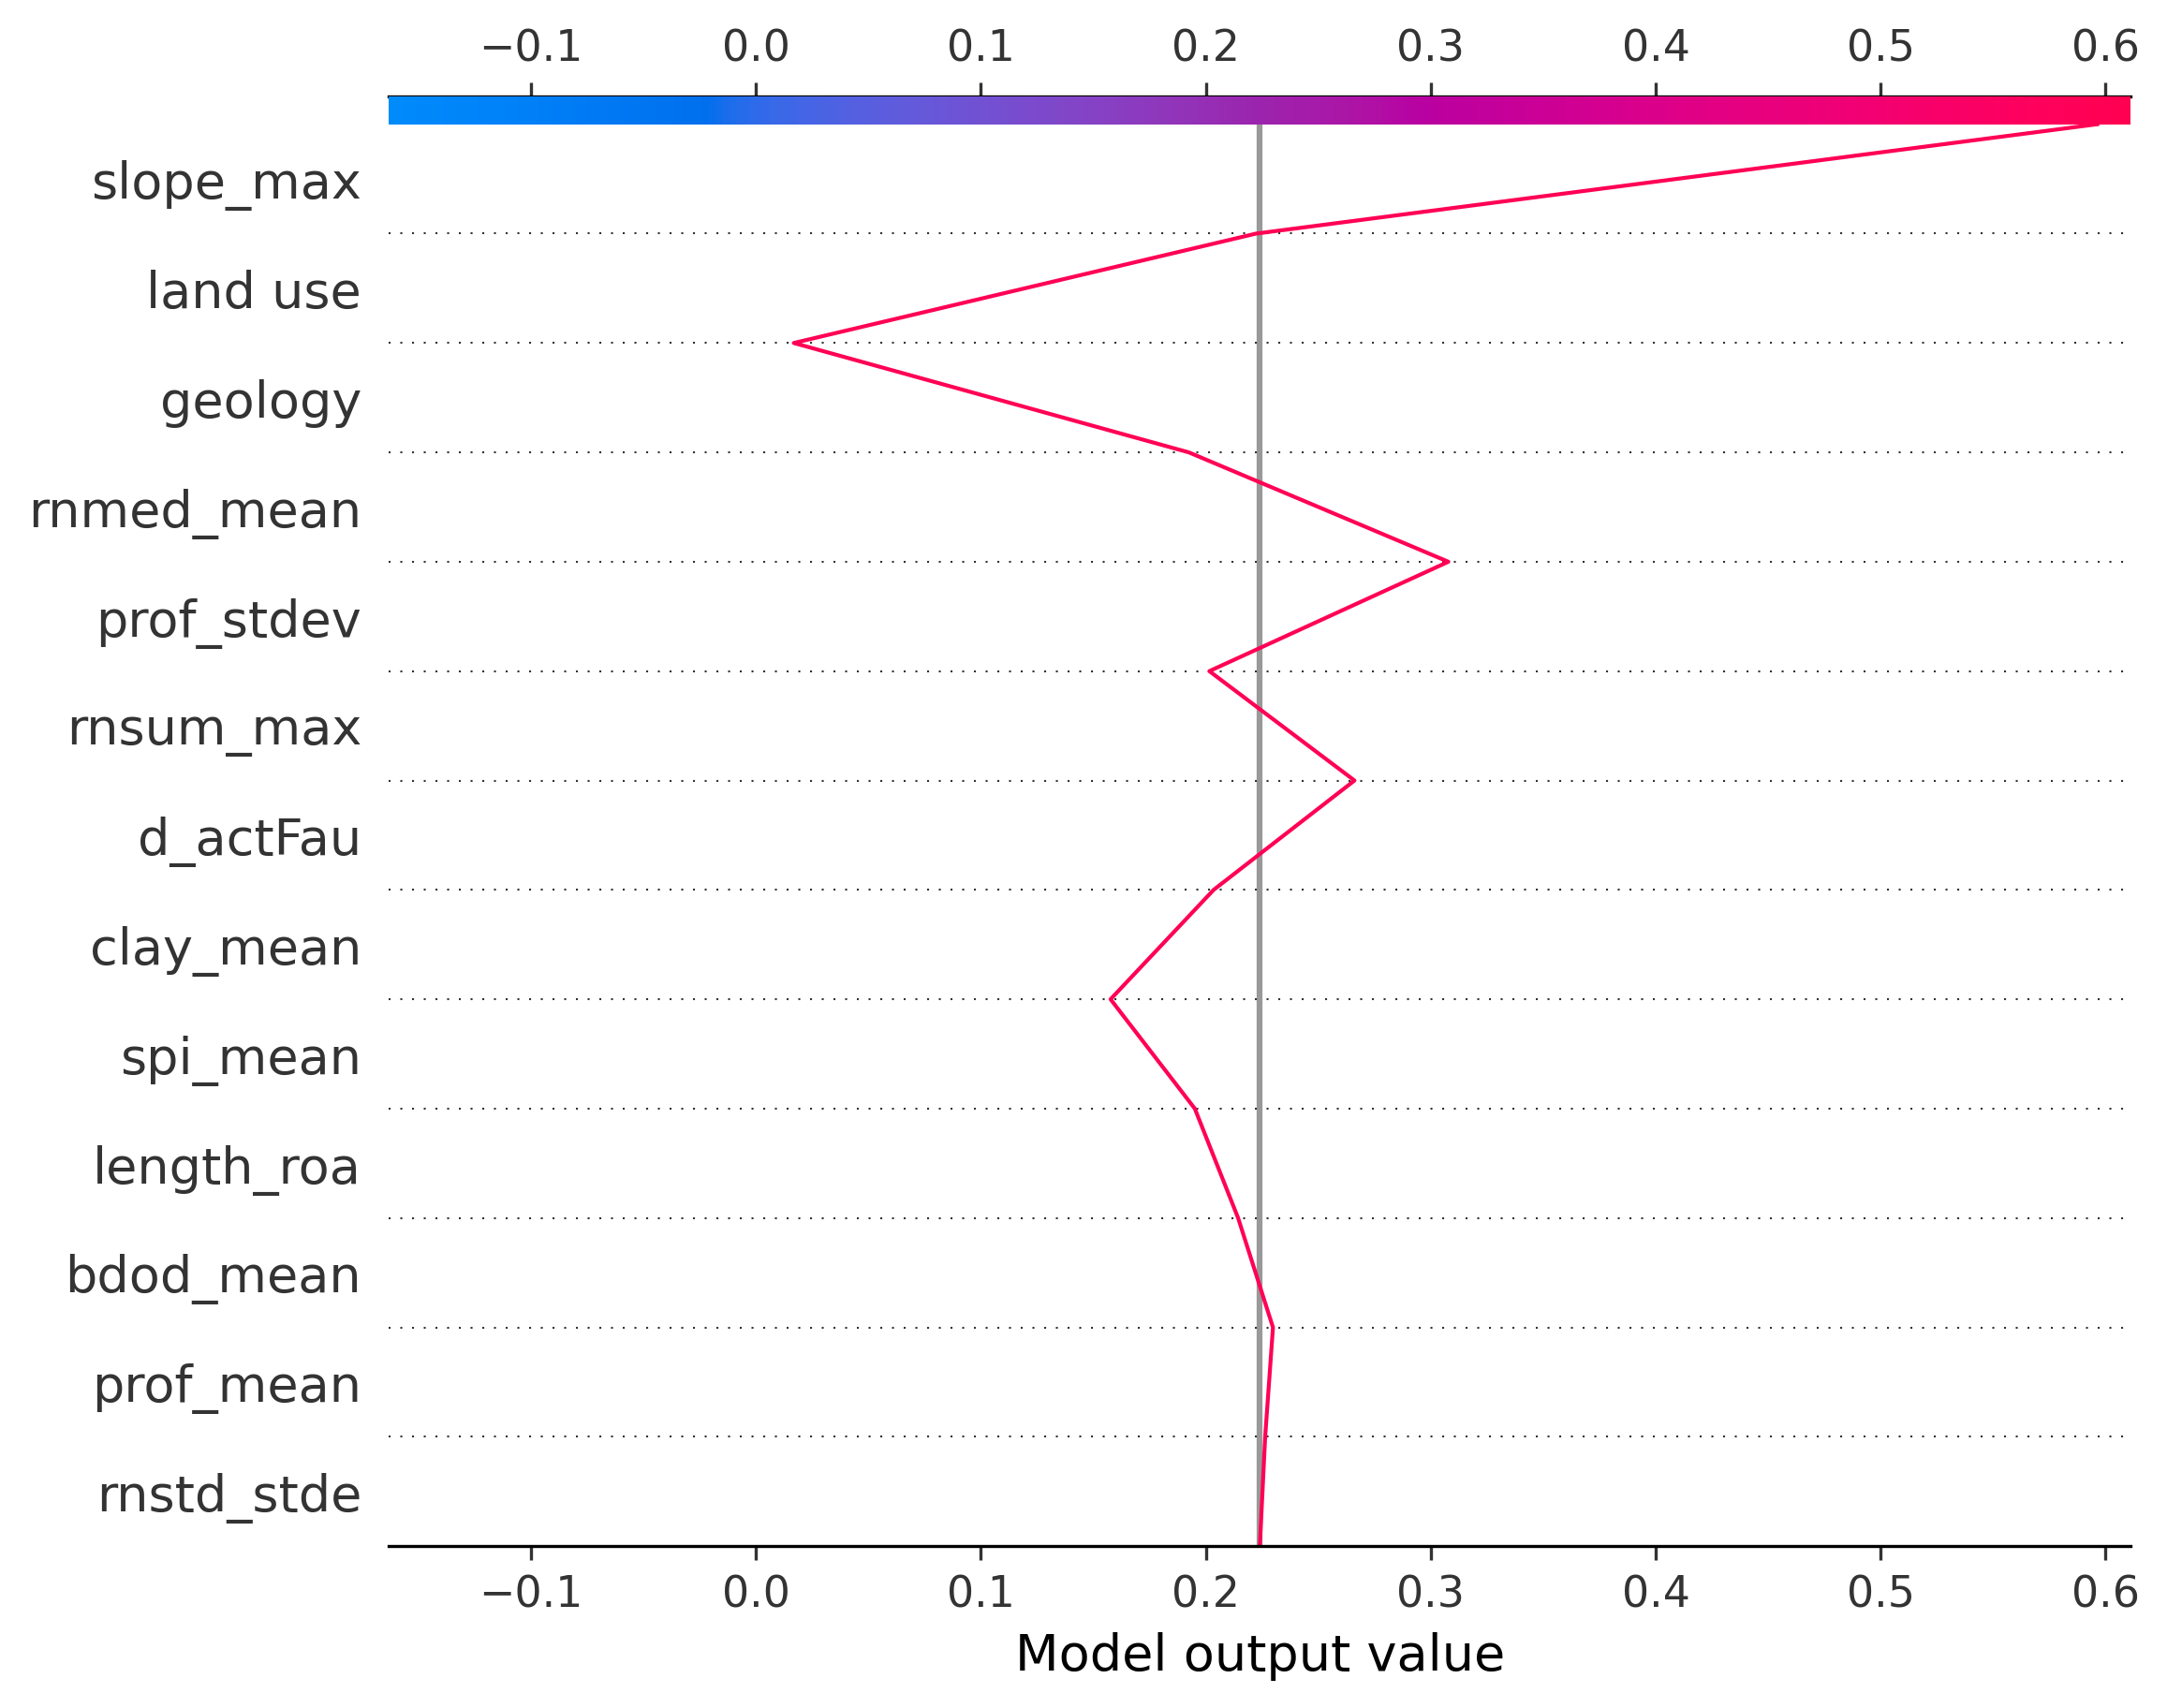 −0.1 0.0 0.1 0.2 0.3 0.4 0.5 0.6
slope_max
land use
geology
rnmed_mean
prof_stdev
rnsum_max
d_actFau
clay_mean
spi_mean
length_roa
bdod_mean
prof_mean
rnstd_stde
−0.1 0.0 0.1 0.2 0.3 0.4 0.5 0.6
Model output value